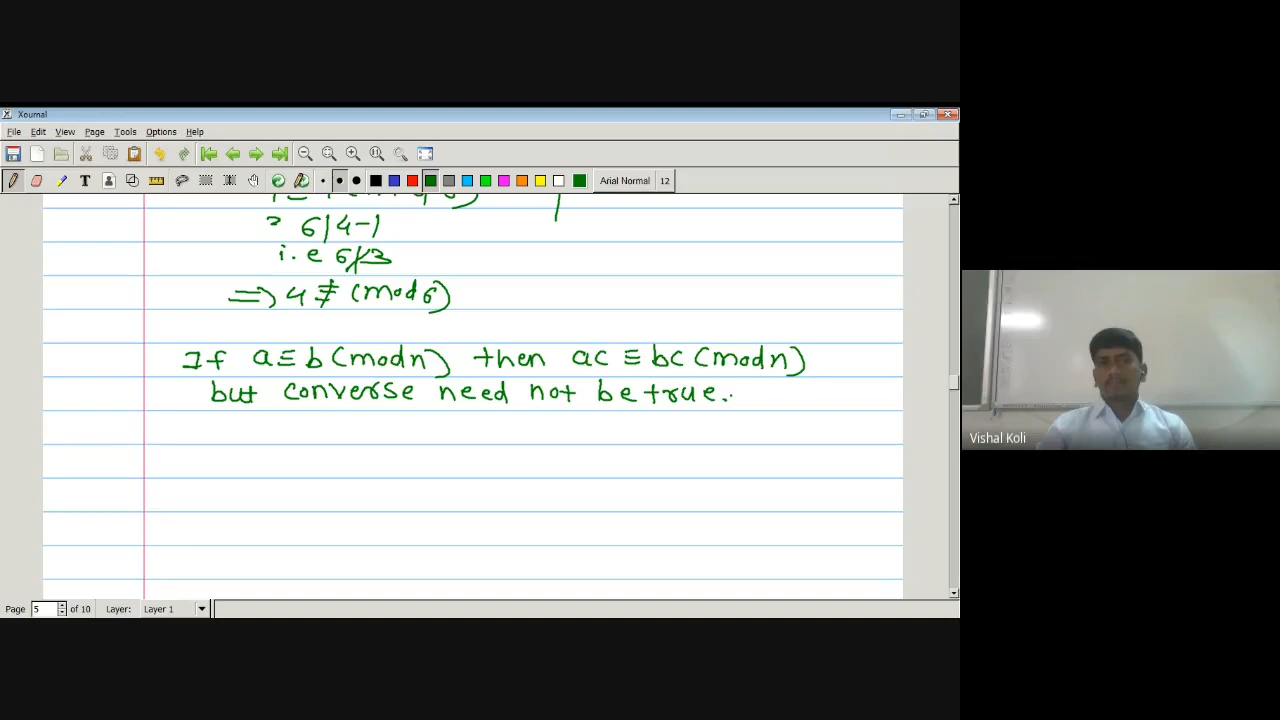 Xournal
File Edit View Page Tools Options Help
Arial Normal 12
6/4-1
i.e 6∤3
⟹ 4 ≢ (mod 6)
If a ≡ b (mod n) then ac ≡ bc (mod n)
but converse need not be true.
Vishal Koli
Page 5 of 10 Layer: Layer 1